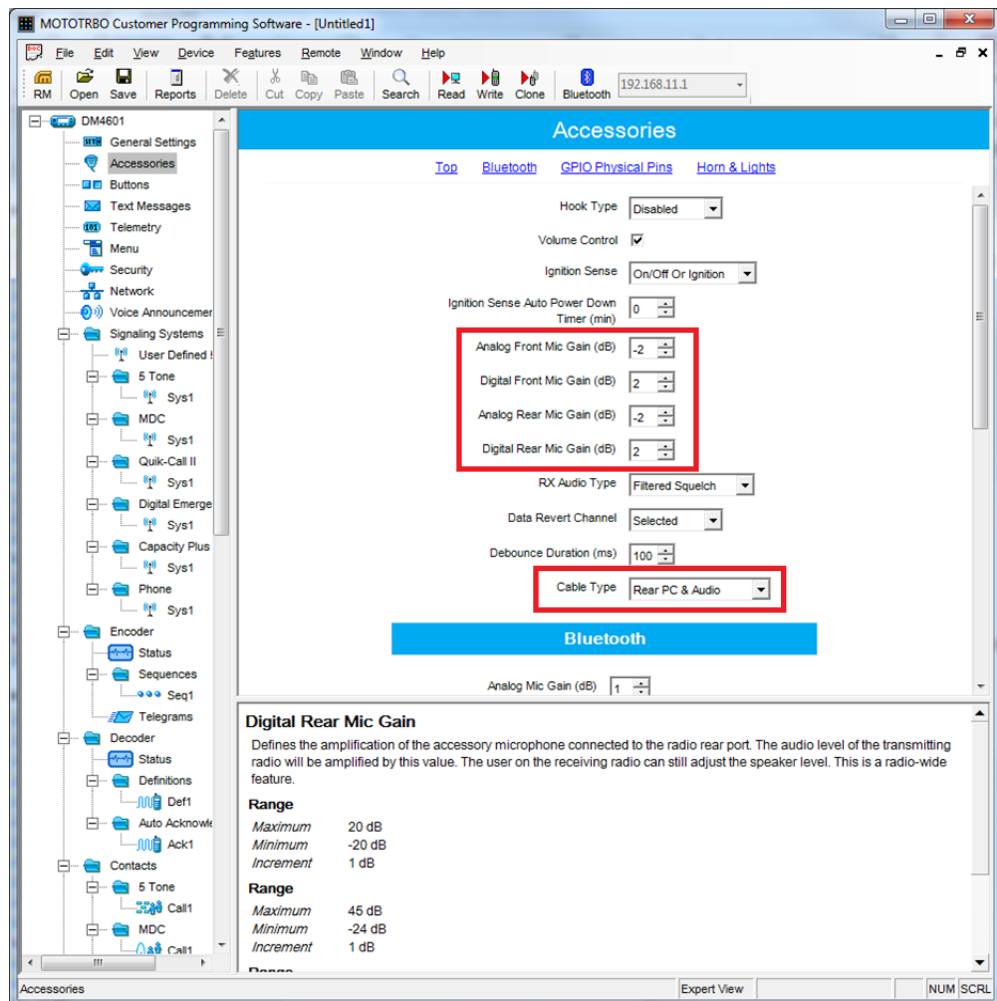 MOTOTRBO Customer Programming Software - [Untitled1]
File Edit View Device Features Remote Window Help
RM Open Save Reports Delete Cut Copy Paste Search Read Write Clone Bluetooth 192.168.11.1
DM4601
General Settings
Accessories
Buttons
Text Messages
Telemetry
Menu
Security
Network
Voice Announcemer
Signaling Systems
User Defined
5 Tone
Sys1
MDC
Sys1
Quik-Call II
Sys1
Digital Emerge
Sys1
Capacity Plus
Sys1
Phone
Sys1
Encoder
Status
Sequences
Seq1
Telegrams
Decoder
Status
Definitions
Def1
Auto Acknowle
Ack1
Contacts
5 Tone
Call1
MDC
Call1
Accessories
Top Bluetooth GPIO Physical Pins Horn & Lights
Hook Type Disabled
Volume Control
Ignition Sense On/Off Or Ignition
Ignition Sense Auto Power Down
Timer (min) 0
Analog Front Mic Gain (dB) -2
Digital Front Mic Gain (dB) 2
Analog Rear Mic Gain (dB) -2
Digital Rear Mic Gain (dB) 2
RX Audio Type Filtered Squelch
Data Revert Channel Selected
Debounce Duration (ms) 100
Cable Type Rear PC & Audio
Bluetooth
Analog Mic Gain (dB) 1
Digital Rear Mic Gain
Defines the amplification of the accessory microphone connected to the radio rear port. The audio level of the transmitting
radio will be amplified by this value. The user on the receiving radio can still adjust the speaker level. This is a radio-wide
feature.
Range
Maximum 20 dB
Minimum -20 dB
Increment 1 dB
Range
Maximum 45 dB
Minimum -24 dB
Increment 1 dB
Accessories Expert View NUM SCRL